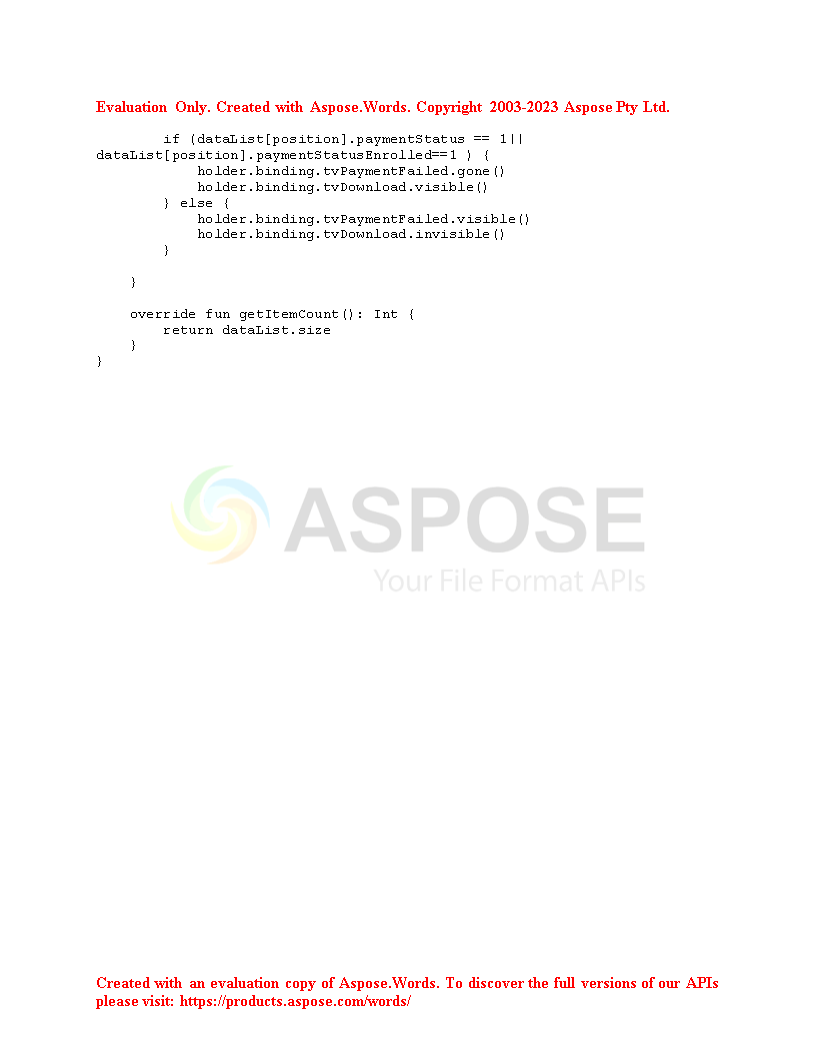 Evaluation Only. Created with Aspose.Words. Copyright 2003-2023 Aspose Pty Ltd.
        if (dataList[position].paymentStatus == 1||
dataList[position].paymentStatusEnrolled==1 ) {
            holder.binding.tvPaymentFailed.gone()
            holder.binding.tvDownload.visible()
        } else {
            holder.binding.tvPaymentFailed.visible()
            holder.binding.tvDownload.invisible()
        }
    }
    override fun getItemCount(): Int {
        return dataList.size
    }
}
ASPOSE
Your File Format APIs
Created with an evaluation copy of Aspose.Words. To discover the full versions of our APIs
please visit: https://products.aspose.com/words/